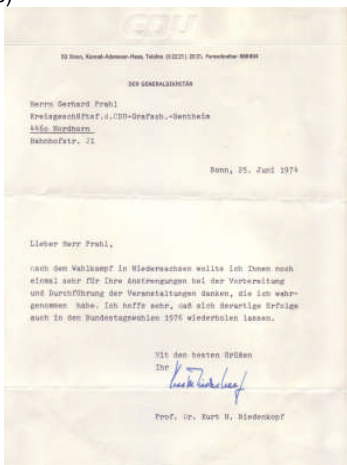 CDU
53 Bonn, Konrad-Adenauer-Haus, Telefon (02221) 2031, Fernschreiber 886804
DER GENERALSEKRETÄR
Herrn Gerhard Prahl
Kreisgeschäftsf.d.CDU-Grafsch.-Bentheim
4460 Nordhorn
Bahnhofstr. 21
Bonn, 25. Juni 1974
Lieber Herr Prahl,
nach dem Wahlkampf in Niedersachsen wollte ich Ihnen noch
einmal sehr für Ihre Anstrengungen bei der Vorbereitung
und Durchführung der Veranstaltungen danken, die ich wahr-
genommen habe. Ich hoffe sehr, daß sich derartige Erfolge
auch in den Bundestagswahlen 1976 wiederholen lassen.
Mit den besten Grüßen
Ihr
Prof. Dr. Kurt H. Biedenkopf